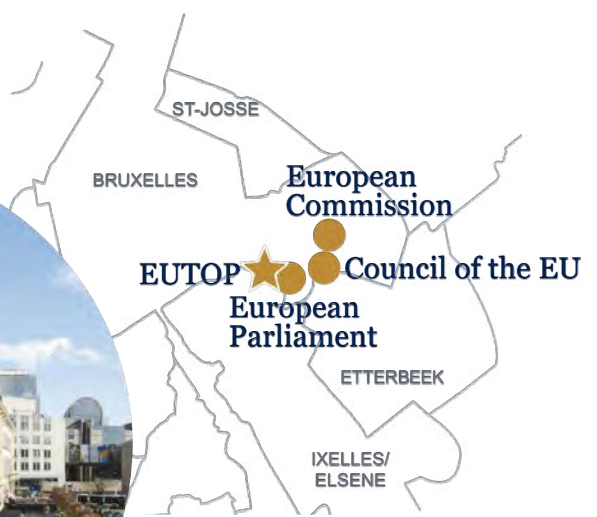 ST-JOSSE
BRUXELLES
European
Commission
EUTOP
Council of the EU
European
Parliament
ETTERBEEK
IXELLES/
ELSENE